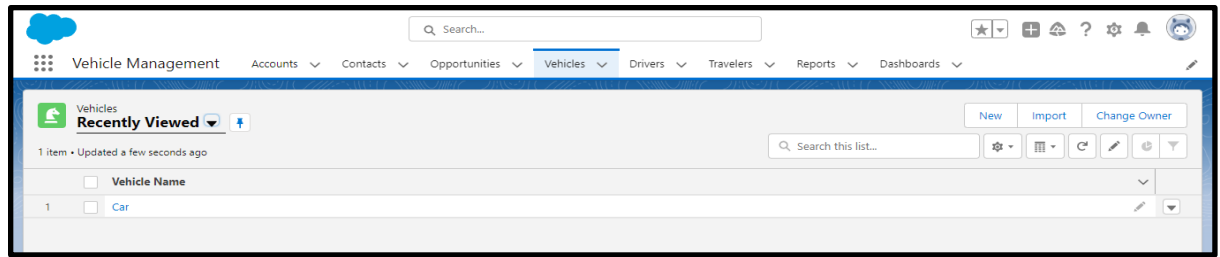 Search...
Vehicle Management Accounts Contacts Opportunities Vehicles Drivers Travelers Reports Dashboards
Vehicles
Recently Viewed
New Import Change Owner
1 item • Updated a few seconds ago
Search this list...
Vehicle Name
1 Car